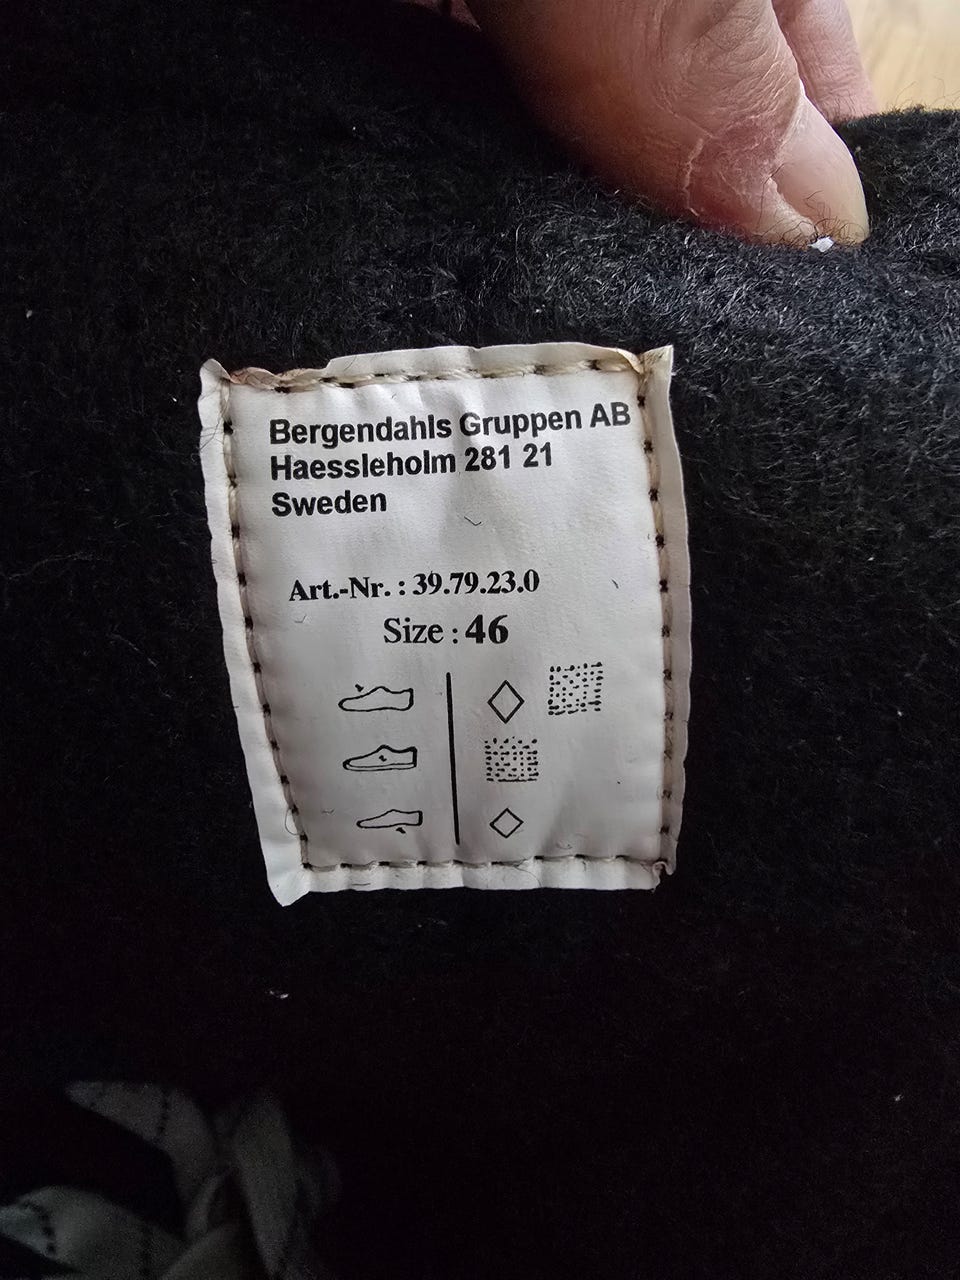 Bergendahls Gruppen AB
Haessleholm 281 21
Sweden
Art.-Nr. : 39.79.23.0
Size : 46